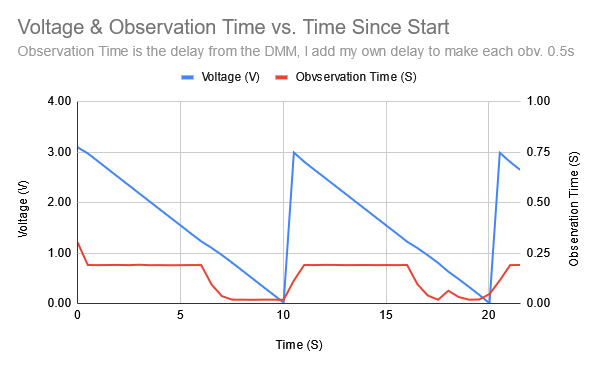 Voltage & Observation Time vs. Time Since Start
Observation Time is the delay from the DMM, I add my own delay to make each obv. 0.5s
Voltage (V) Obvservation Time (S)
4.00 1.00
3.00 0.75
2.00 0.50
1.00 0.25
0.00 0.00
Voltage (V)
Observation Time (S)
0 5 10 15 20
Time (S)